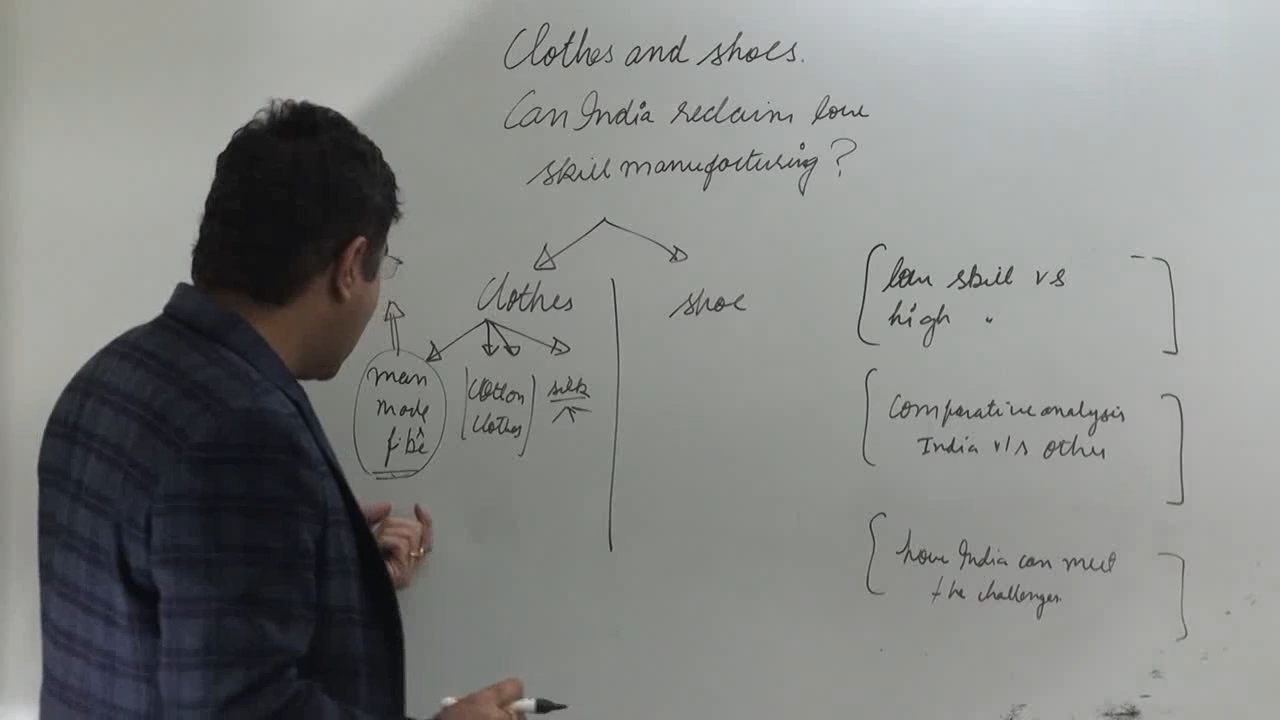 Clothes and shoes.
Can India reclaim low
skill manufacturing?
Clothes
shoe
man
made
fibre
Cotton
clothes
silk
low skill vs
high "
Comparative analysis
India v/s other
how India can meet
the challenges